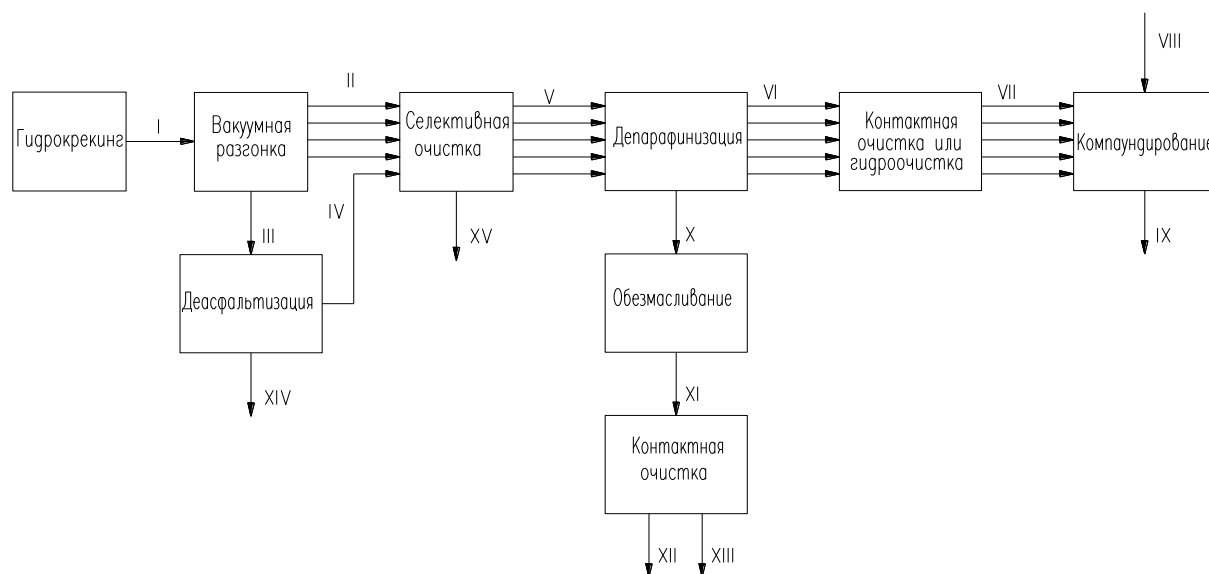 VIII
II
Гидрокрекинг
I
Вакуумная
разгонка
Селективная
очистка
V
Депарафинизация
VI
Контактная
очистка или
гидроочистка
VII
Компаундирование
IV
III
XV
X
IX
Деасфальтизация
Обезмасливание
XIV
XI
Контактная
очистка
XII
XIII